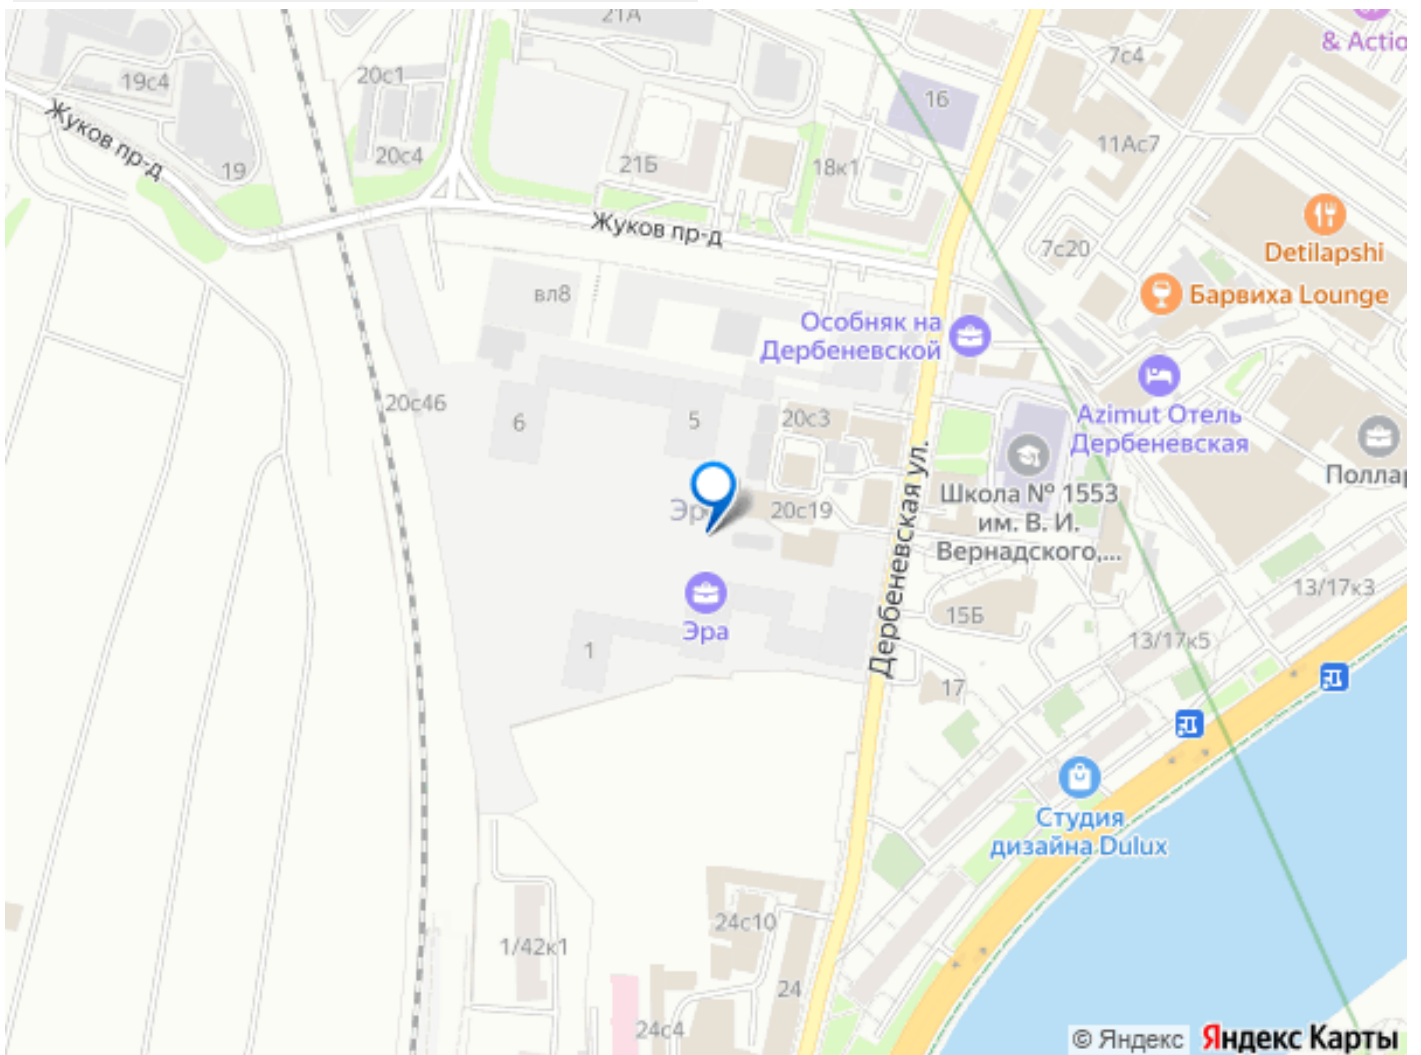 21А
& Actio
7с4
20с1
19с4
16
Жуков пр-д
11Ас7
20с4
21Б
18к1
19
Detilapshi
Жуков пр-д
7с20
вл8
Барвиха Lounge
Особняк на
Дербеневской
20с46
6
5
20с3
Azimut Отель
Дербеневская
Поллар
Школа № 1553
им. В. И.
Вернадского,...
Эр
20с19
Дербеневская ул.
13/17к3
15Б
Эра
13/17к5
1
17
Студия
дизайна Dulux
24с10
1/42к1
24
24с4
© Яндекс Яндекс Карты